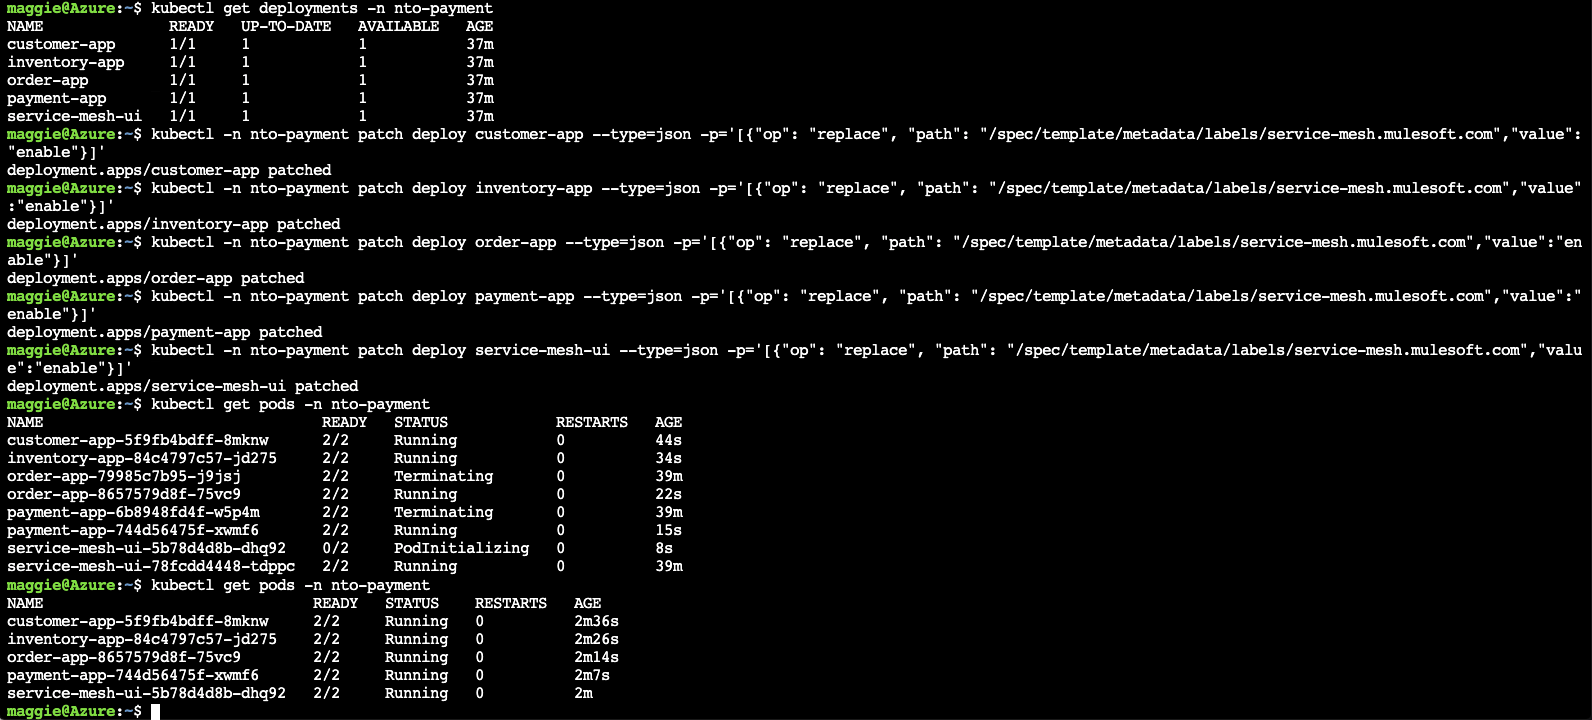 maggie@Azure:~$ kubectl get deployments -n nto-payment
NAME READY UP-TO-DATE AVAILABLE AGE
customer-app 1/1 1 1 37m
inventory-app 1/1 1 1 37m
order-app 1/1 1 1 37m
payment-app 1/1 1 1 37m
service-mesh-ui 1/1 1 1 37m
maggie@Azure:~$ kubectl -n nto-payment patch deploy customer-app --type=json -p='[{"op": "replace", "path": "/spec/template/metadata/labels/service-mesh.mulesoft.com","value":
"enable"}]'
deployment.apps/customer-app patched
maggie@Azure:~$ kubectl -n nto-payment patch deploy inventory-app --type=json -p='[{"op": "replace", "path": "/spec/template/metadata/labels/service-mesh.mulesoft.com","value"
:"enable"}]'
deployment.apps/inventory-app patched
maggie@Azure:~$ kubectl -n nto-payment patch deploy order-app --type=json -p='[{"op": "replace", "path": "/spec/template/metadata/labels/service-mesh.mulesoft.com","value":"en
able"}]'
deployment.apps/order-app patched
maggie@Azure:~$ kubectl -n nto-payment patch deploy payment-app --type=json -p='[{"op": "replace", "path": "/spec/template/metadata/labels/service-mesh.mulesoft.com","value":"
enable"}]'
deployment.apps/payment-app patched
maggie@Azure:~$ kubectl -n nto-payment patch deploy service-mesh-ui --type=json -p='[{"op": "replace", "path": "/spec/template/metadata/labels/service-mesh.mulesoft.com","valu
e":"enable"}]'
deployment.apps/service-mesh-ui patched
maggie@Azure:~$ kubectl get pods -n nto-payment
NAME READY STATUS RESTARTS AGE
customer-app-5f9fb4bdff-8mknw 2/2 Running 0 44s
inventory-app-84c4797c57-jd275 2/2 Running 0 34s
order-app-79985c7b95-j9jsj 2/2 Terminating 0 39m
order-app-8657579d8f-75vc9 2/2 Running 0 22s
payment-app-6b8948fd4f-w5p4m 2/2 Terminating 0 39m
payment-app-744d56475f-xwmf6 2/2 Running 0 15s
service-mesh-ui-5b78d4d8b-dhq92 0/2 PodInitializing 0 8s
service-mesh-ui-78fcdd4448-tdppc 2/2 Running 0 39m
maggie@Azure:~$ kubectl get pods -n nto-payment
NAME READY STATUS RESTARTS AGE
customer-app-5f9fb4bdff-8mknw 2/2 Running 0 2m36s
inventory-app-84c4797c57-jd275 2/2 Running 0 2m26s
order-app-8657579d8f-75vc9 2/2 Running 0 2m14s
payment-app-744d56475f-xwmf6 2/2 Running 0 2m7s
service-mesh-ui-5b78d4d8b-dhq92 2/2 Running 0 2m
maggie@Azure:~$